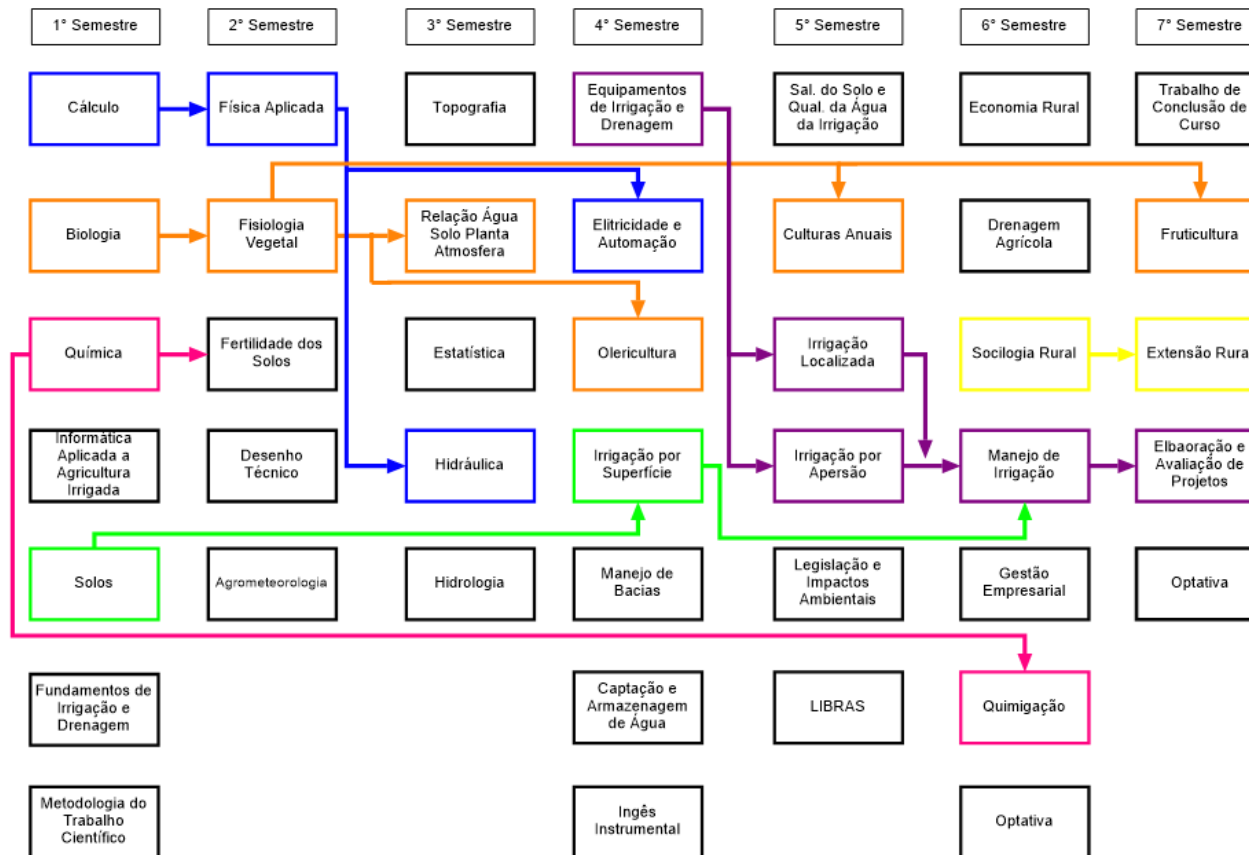 1° Semestre
2° Semestre
3° Semestre
4° Semestre
5° Semestre
6° Semestre
7° Semestre
Cálculo
Física Aplicada
Topografia
Equipamentos
de Irrigação e
Drenagem
Sal. do Solo e
Qual. da Água
da Irrigação
Economia Rural
Trabalho de
Conclusão de
Curso
Biologia
Fisiologia
Vegetal
Relação Água
Solo Planta
Atmosfera
Elitricidade e
Automação
Culturas Anuais
Drenagem
Agrícola
Fruticultura
Química
Fertilidade dos
Solos
Estatística
Olericultura
Irrigação
Localizada
Socilogia Rural
Extensão Rural
Informática
Aplicada a
Agricultura
Irrigada
Desenho
Técnico
Hidráulica
Irrigação por
Superfície
Irrigação por
Apersão
Manejo de
Irrigação
Elbaoração e
Avaliação de
Projetos
Solos
Agrometeorologia
Hidrologia
Manejo de
Bacias
Legislação e
Impactos
Ambientais
Gestão
Empresarial
Optativa
Fundamentos de
Irrigação e
Drenagem
Captação e
Armazenagem
de Água
LIBRAS
Quimigação
Metodologia do
Trabalho
Científico
Ingês
Instrumental
Optativa